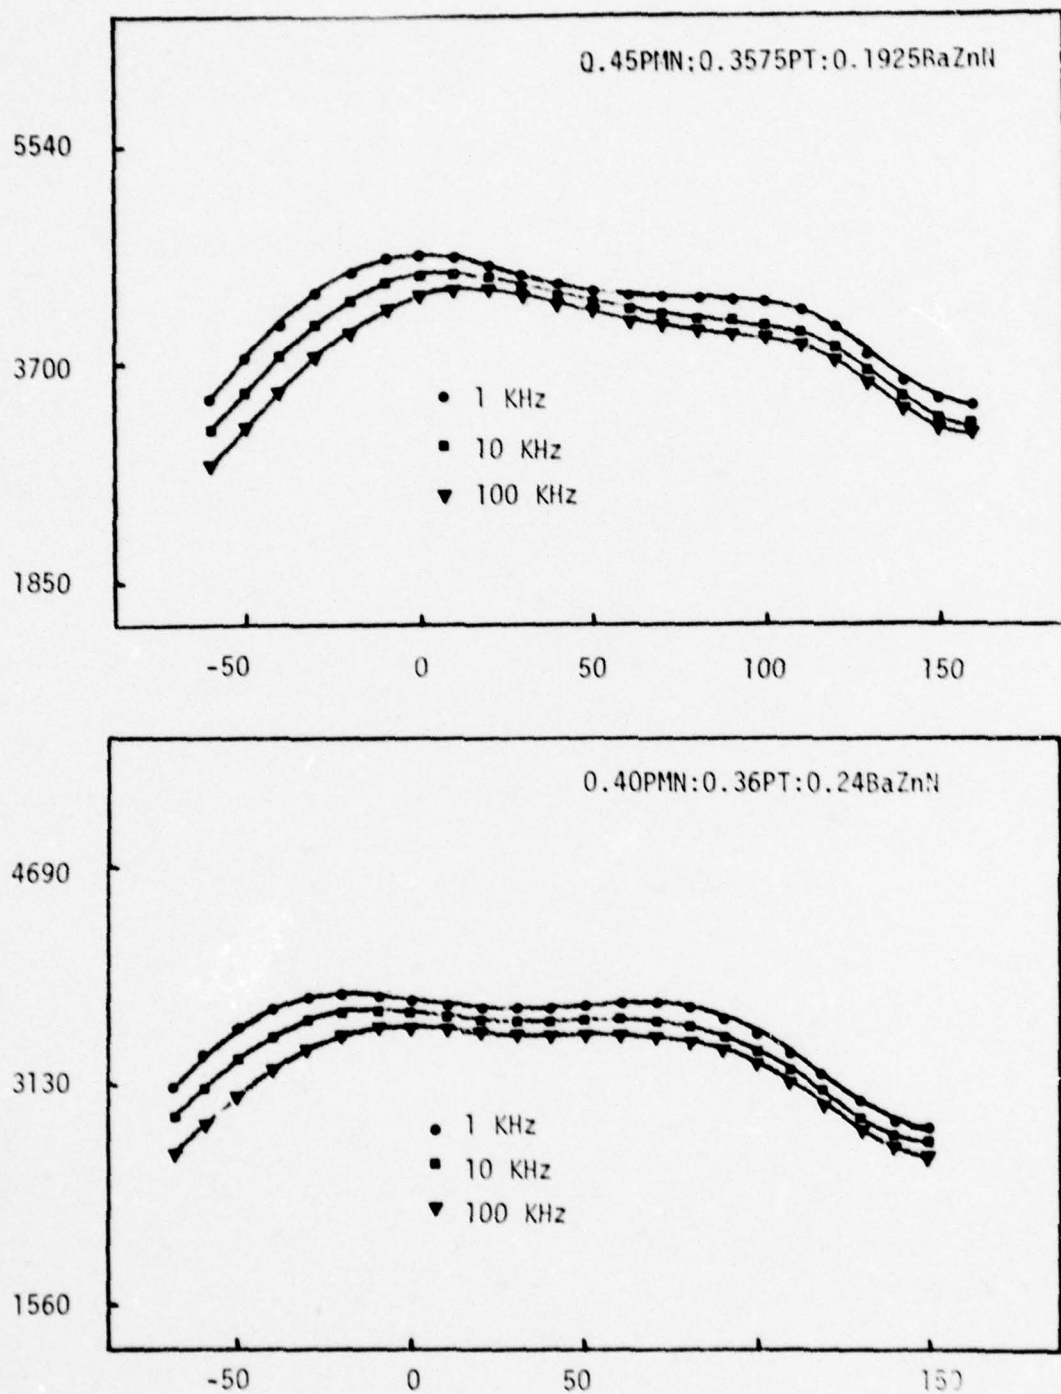 0.45PMN:0.3575PT:0.1925BaZnN
5540
3700
1850
1 KHz
10 KHz
100 KHz
-50 0 50 100 150
0.40PMN:0.36PT:0.24BaZnN
4690
3130
1560
1 KHz
10 KHz
100 KHz
-50 0 50 150